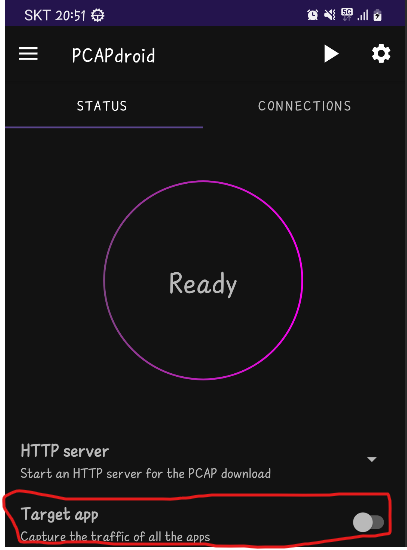 SKT 20:51
5G
PCAPdroid
STATUS
CONNECTIONS
Ready
HTTP server
Start an HTTP server for the PCAP download
Target app
Capture the traffic of all the apps